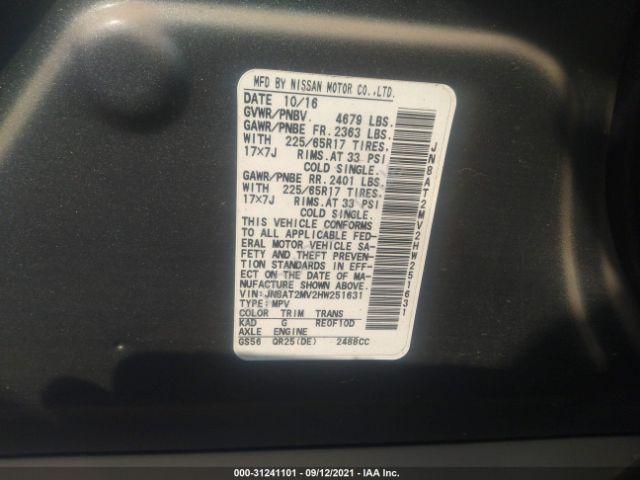 MFD BY NISSAN MOTOR CO.,LTD.
DATE 10/16
GVWR/PNBV. 4679 LBS.
GAWR/PNBE FR. 2363 LBS.
WITH 225/65R17 TIRES.
17×7J RIMS.AT 33 PSI
COLD SINGLE.
GAWR/PNBE RR. 2401 LBS.
WITH 225/65R17 TIRES.
17×7J RIMS.AT 33 PSI
COLD SINGLE.
THIS VEHICLE CONFORMS
TO ALL APPLICABLE FED-
ERAL MOTOR VEHICLE SA-
FETY AND THEFT PREVEN-
TION STANDARDS IN EFF-
ECT ON THE DATE OF MA-
NUFACTURE SHOWN ABOVE.
VIN:JN8AT2MV2HW251631
TYPE:MPV
COLOR TRIM TRANS
KAD G RE0F10D
AXLE ENGINE
GS56 QR25(DE) 2488CC
JN8AT2MV2HW251631
000-31241101 - 09/12/2021 - IAA Inc.